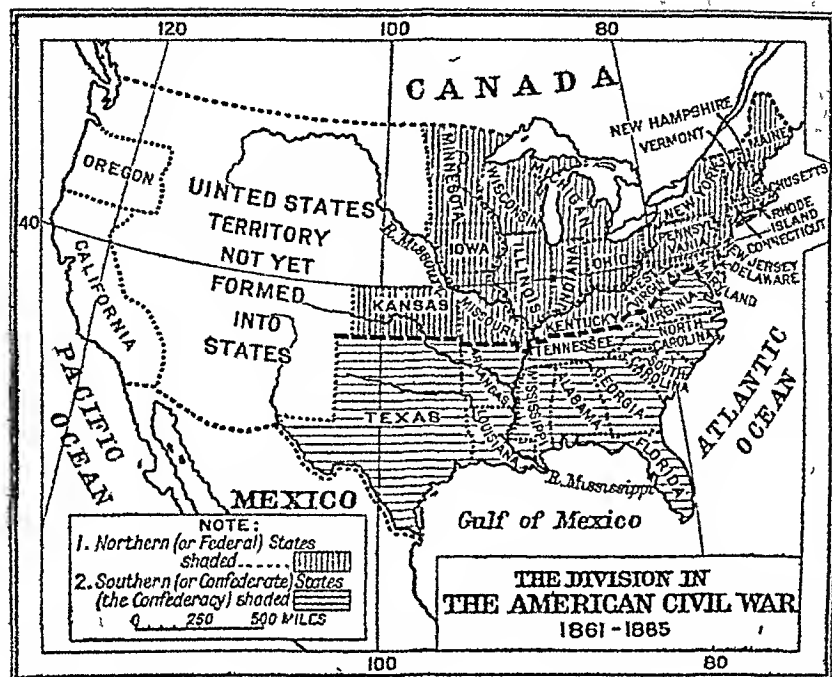 120
100
80
CANADA
NEW HAMPSHIRE
VERMONT
MAINE
OREGON
MINNESOTA
WISCONSIN
MICHIGAN
NEW YORK
MASSACHUSETTS
RHODE
ISLAND
CONNECTICUT
40
UINTED STATES
TERRITORY
NOT YET
FORMED
INTO
STATES
R. Missouri
IOWA
ILLINOIS
INDIANA
OHIO
PENNSYL
VANIA
NEW JERSEY
DELAWARE
MARYLAND
WEST
VIRGINIA
VIRGINIA
CALIFORNIA
KANSAS
MISSOURI
KENTUCKY
TENNESSEE
NORTH
CAROLINA
SOUTH
CAROLINA
ARKANSAS
MISSISSIPPI
ALABAMA
GEORGIA
TEXAS
LOUISIANA
FLORIDA
PACIFIC
OCEAN
ATLANTIC
OCEAN
MEXICO
R. Mississippi
Gulf of Mexico
NOTE:
1. Northern (or Federal) States
shaded
2. Southern (or Confederate) States
(the Confederacy) shaded
0 250 500 MILES
THE DIVISION IN
THE AMERICAN CIVIL WAR
1861-1885
100
80